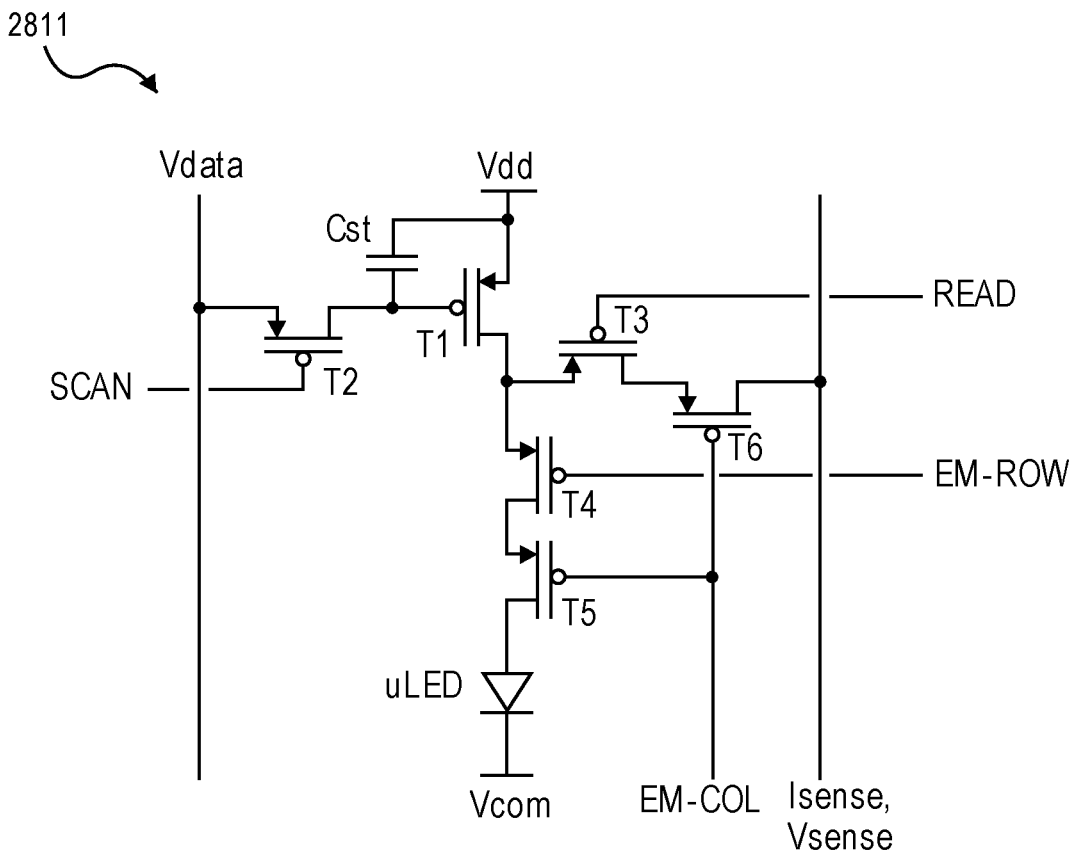 2811
Vdata
Vdd
Cst
READ
T3
T1
T2
SCAN
T6
EM-ROW
T4
T5
uLED
Vcom
EM-COL
Isense,
Vsense